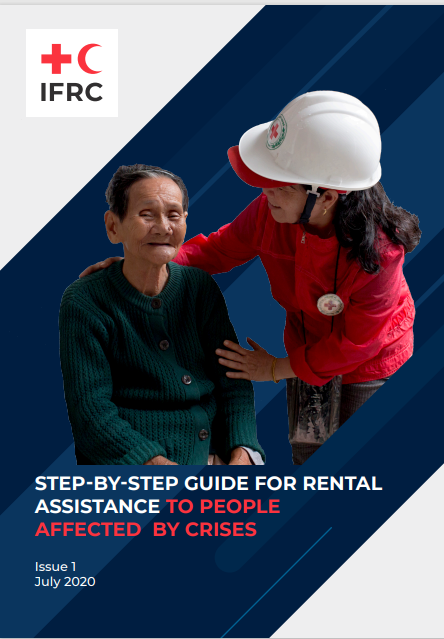 IFRC
STEP-BY-STEP GUIDE FOR RENTAL
ASSISTANCE TO PEOPLE
AFFECTED BY CRISES
Issue 1
July 2020